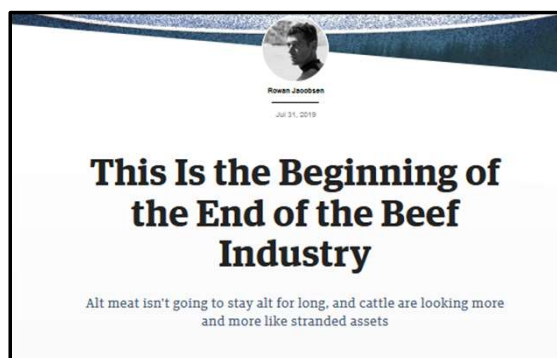 Rowan Jacobsen
Jul 31, 2019
This Is the Beginning of
the End of the Beef
Industry
Alt meat isn't going to stay alt for long, and cattle are looking more
and more like stranded assets